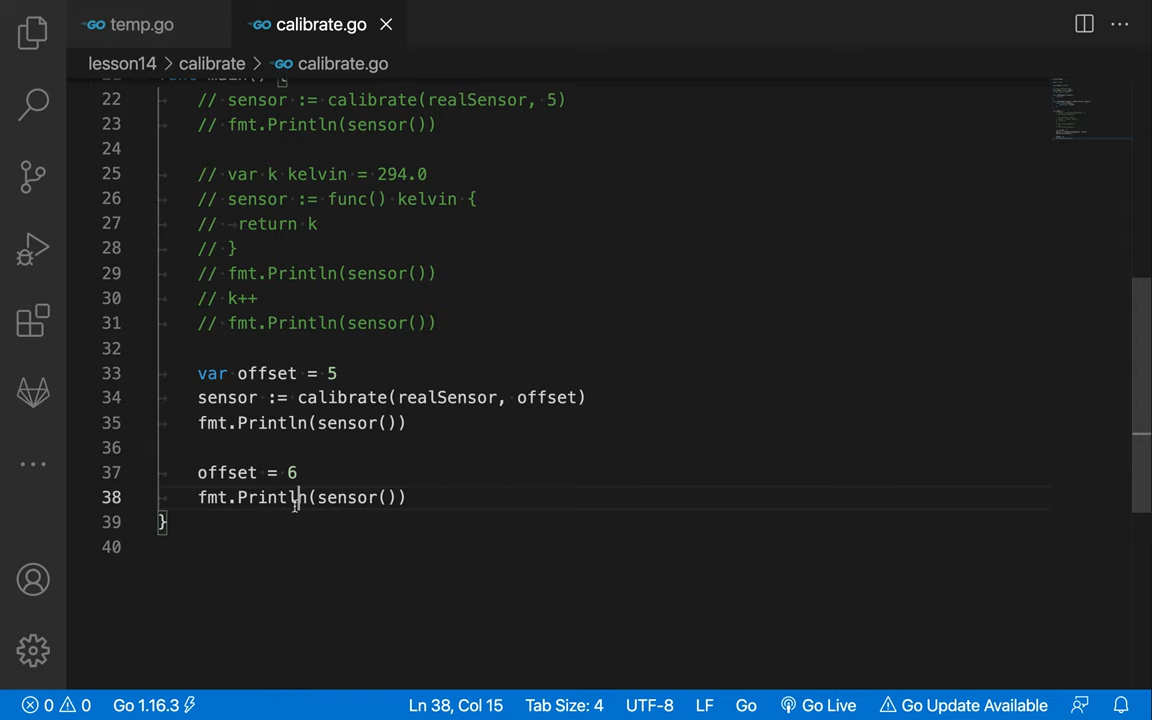 temp.go
calibrate.go
lesson14 > calibrate > calibrate.go
22 // sensor := calibrate(realSensor, 5)
23 // fmt.Println(sensor())
24
25 // var k kelvin = 294.0
26 // sensor := func() kelvin {
27 // return k
28 // }
29 // fmt.Println(sensor())
30 // k++
31 // fmt.Println(sensor())
32
33 var offset = 5
34 sensor := calibrate(realSensor, offset)
35 fmt.Println(sensor())
36
37 offset = 6
38 fmt.Println(sensor())
39 }
40
0 0 Go 1.16.3 Ln 38, Col 15 Tab Size: 4 UTF-8 LF Go Go Live Go Update Available